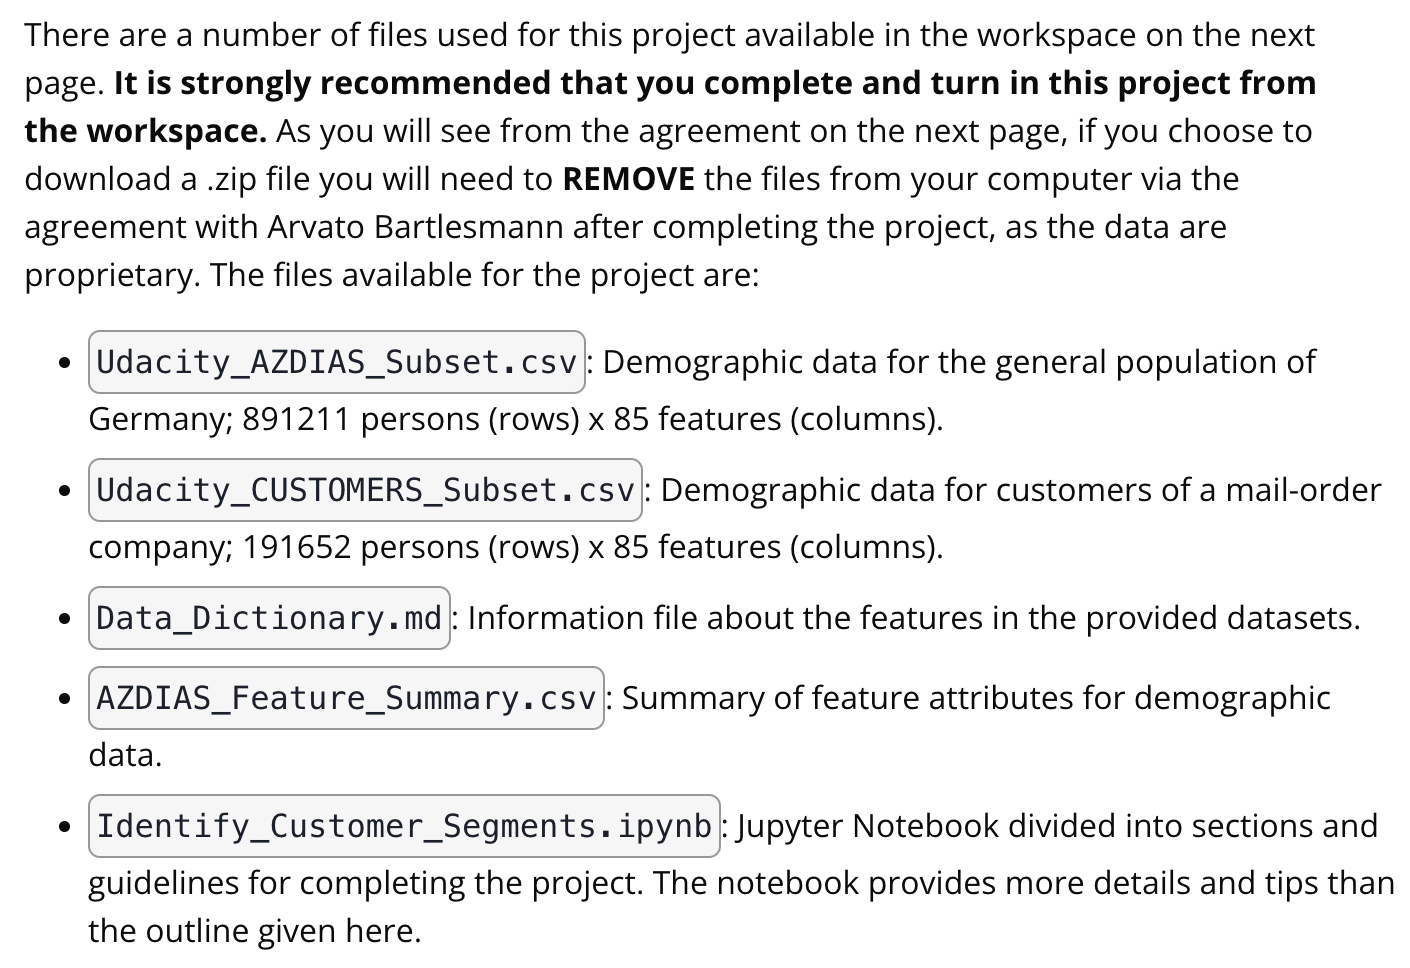 There are a number of files used for this project available in the workspace on the next
page. It is strongly recommended that you complete and turn in this project from
the workspace. As you will see from the agreement on the next page, if you choose to
download a .zip file you will need to REMOVE the files from your computer via the
agreement with Arvato Bartlesmann after completing the project, as the data are
proprietary. The files available for the project are:
• Udacity_AZDIAS_Subset.csv: Demographic data for the general population of
Germany; 891211 persons (rows) x 85 features (columns).
• Udacity_CUSTOMERS_Subset.csv: Demographic data for customers of a mail-order
company; 191652 persons (rows) x 85 features (columns).
• Data_Dictionary.md: Information file about the features in the provided datasets.
• AZDIAS_Feature_Summary.csv: Summary of feature attributes for demographic
data.
• Identify_Customer_Segments.ipynb: Jupyter Notebook divided into sections and
guidelines for completing the project. The notebook provides more details and tips than
the outline given here.